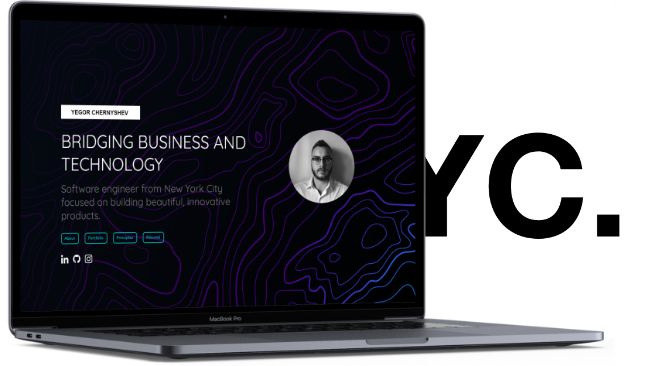 YEGOR CHERNYSHEV
BRIDGING BUSINESS AND
TECHNOLOGY
Software engineer from New York City
focused on building beautiful, innovative
products.
About Portfolio Principles Résumé
in
YC.
MacBook Pro